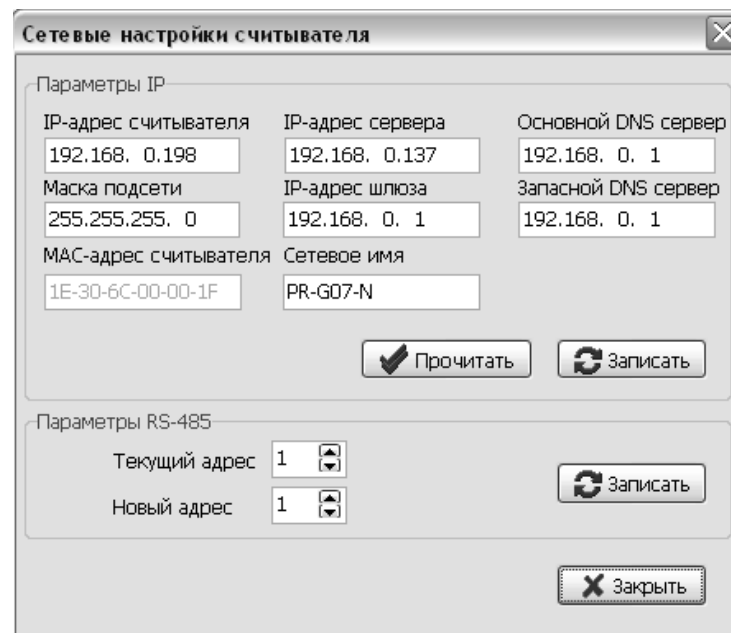 Сетевые настройки считывателя
Параметры IP
IP-адрес считывателя IP-адрес сервера Основной DNS сервер
192.168. 0.198 192.168. 0.137 192.168. 0. 1
Маска подсети IP-адрес шлюза Запасной DNS сервер
255.255.255. 0 192.168. 0. 1 192.168. 0. 1
MAC-адрес считывателя Сетевое имя
1E-30-6C-00-00-1F PR-G07-N
Прочитать Записать
Параметры RS-485
Текущий адрес 1
Записать
Новый адрес 1
Закрыть